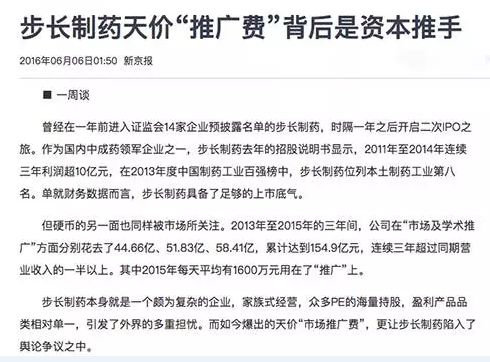 步长制药天价“推广费”背后是资本推手
2016年06月06日01:50 新京报
■ 一周谈
曾经在一年前进入证监会14家企业预披露名单的步长制药，时隔一年之后开启二次IPO之
旅。作为国内中成药领军企业之一，步长制药去年的招股说明书显示，2011年至2014年连续
三年利润超10亿元，在2013年度中国制药工业百强榜中，步长制药位列本土制药工业第八
名。单就财务数据而言，步长制药具备了足够的上市底气。
但硬币的另一面也同样被市场所关注。2013年至2015年的三年间，公司在“市场及学术推
广”方面分别花去了44.66亿、51.83亿、58.41亿，累计达到154.9亿元，连续三年超过同期营
业收入的一半以上。其中2015年每天平均有1600万元用在了“推广”上。
步长制药本身就是一个颇为复杂的企业，家族式经营，众多PE的海量持股，盈利产品品
类相对单一，引发了外界的多重担忧。而如今爆出的天价“市场推广费”，更让步长制药陷入了
舆论争议之中。